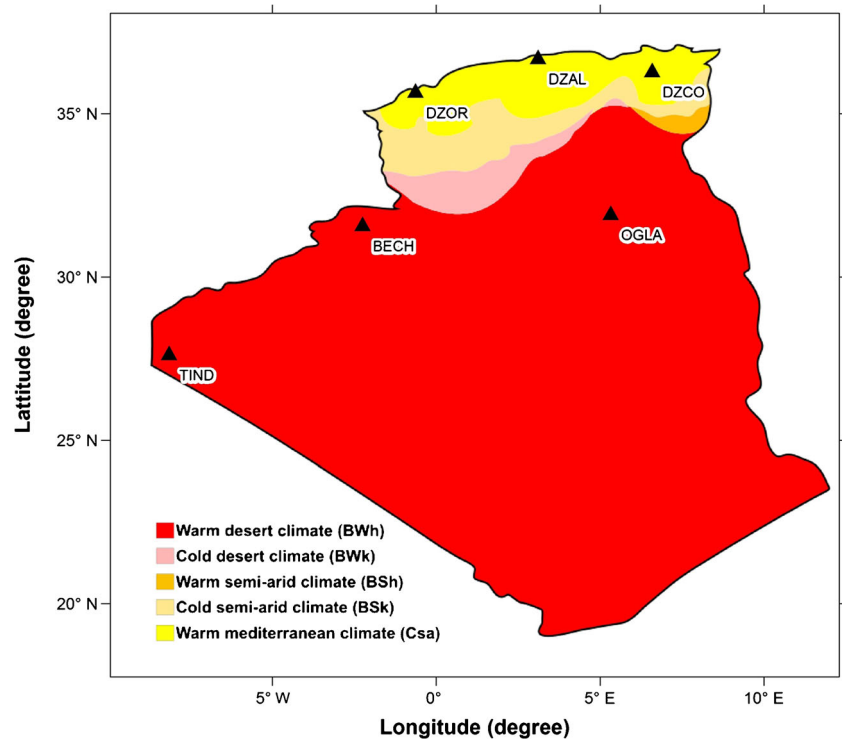 35° N
30° N
25° N
20° N
Lattitude (degree)
DZAL
DZCO
DZOR
BECH
OGLA
TIND
Warm desert climate (BWh)
Cold desert climate (BWk)
Warm semi-arid climate (BSh)
Cold semi-arid climate (BSk)
Warm mediterranean climate (Csa)
5° W
0°
5° E
10° E
Longitude (degree)